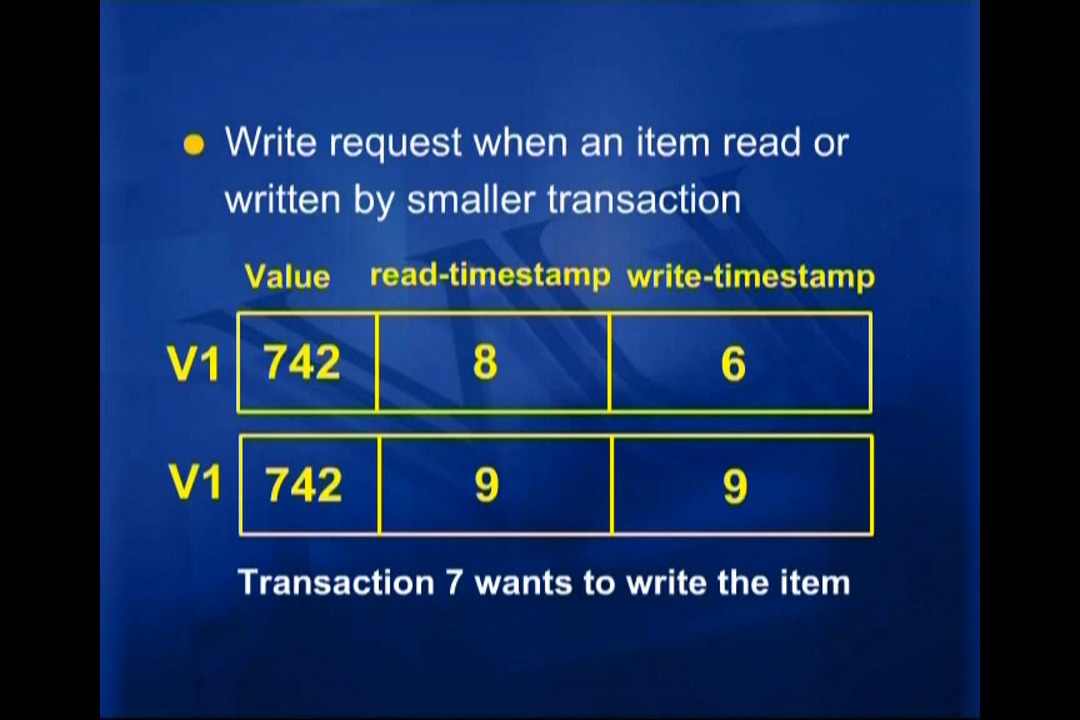 Write request when an item read or
written by smaller transaction
Value read-timestamp write-timestamp
V1 742 8 6
V1 742 9 9
Transaction 7 wants to write the item